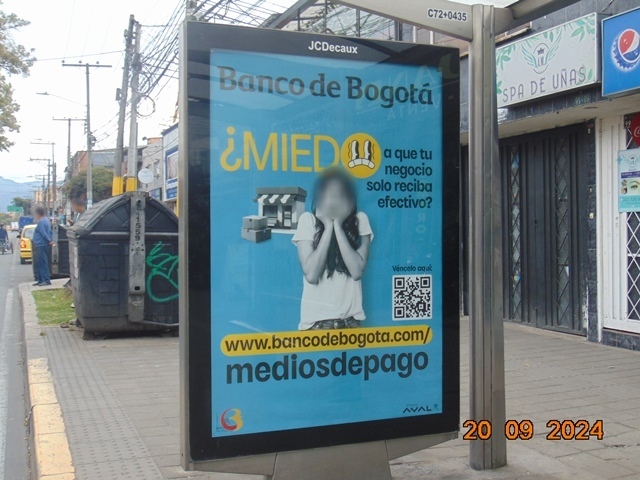 C72+0435
JCDecaux
Banco de Bogotá
¿MIEDO
a que tu
negocio
solo reciba
efectivo?
Véncelo aquí:
www.bancodebogota.com/
mediosdepago
AVAL
SPA DE UÑAS
pepsi
20 09 2024